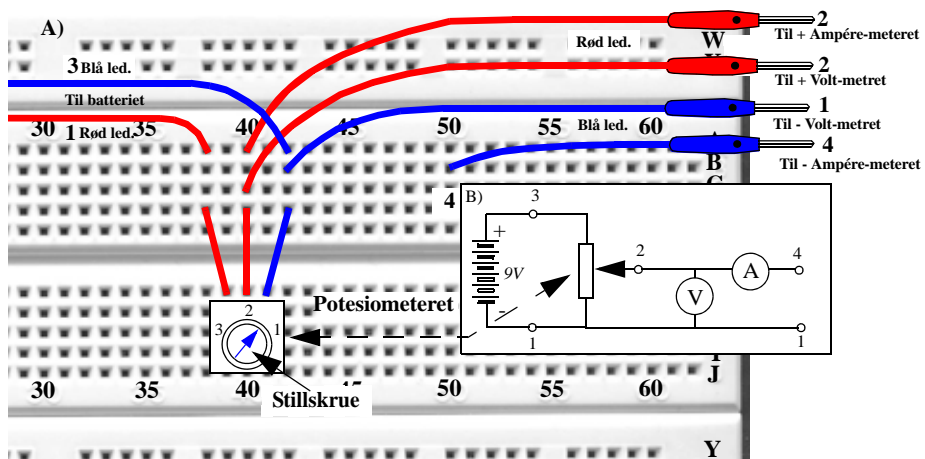 A)
2
W
Til + Ampére-meteret
Rød led.
3 Blå led.
2
Til + Volt-metret
Til batteriet
1
Til - Volt-metret
30 35 40 45 50 55 60
1 Rød led.
Blå led.
4
B
Til - Ampére-meteret
4
B)
3
+
9V
-
2
A
4
V
1
1
Potesiometeret
2
3
1
J
30 35 40 45 50 55 60
Stillskrue
Y